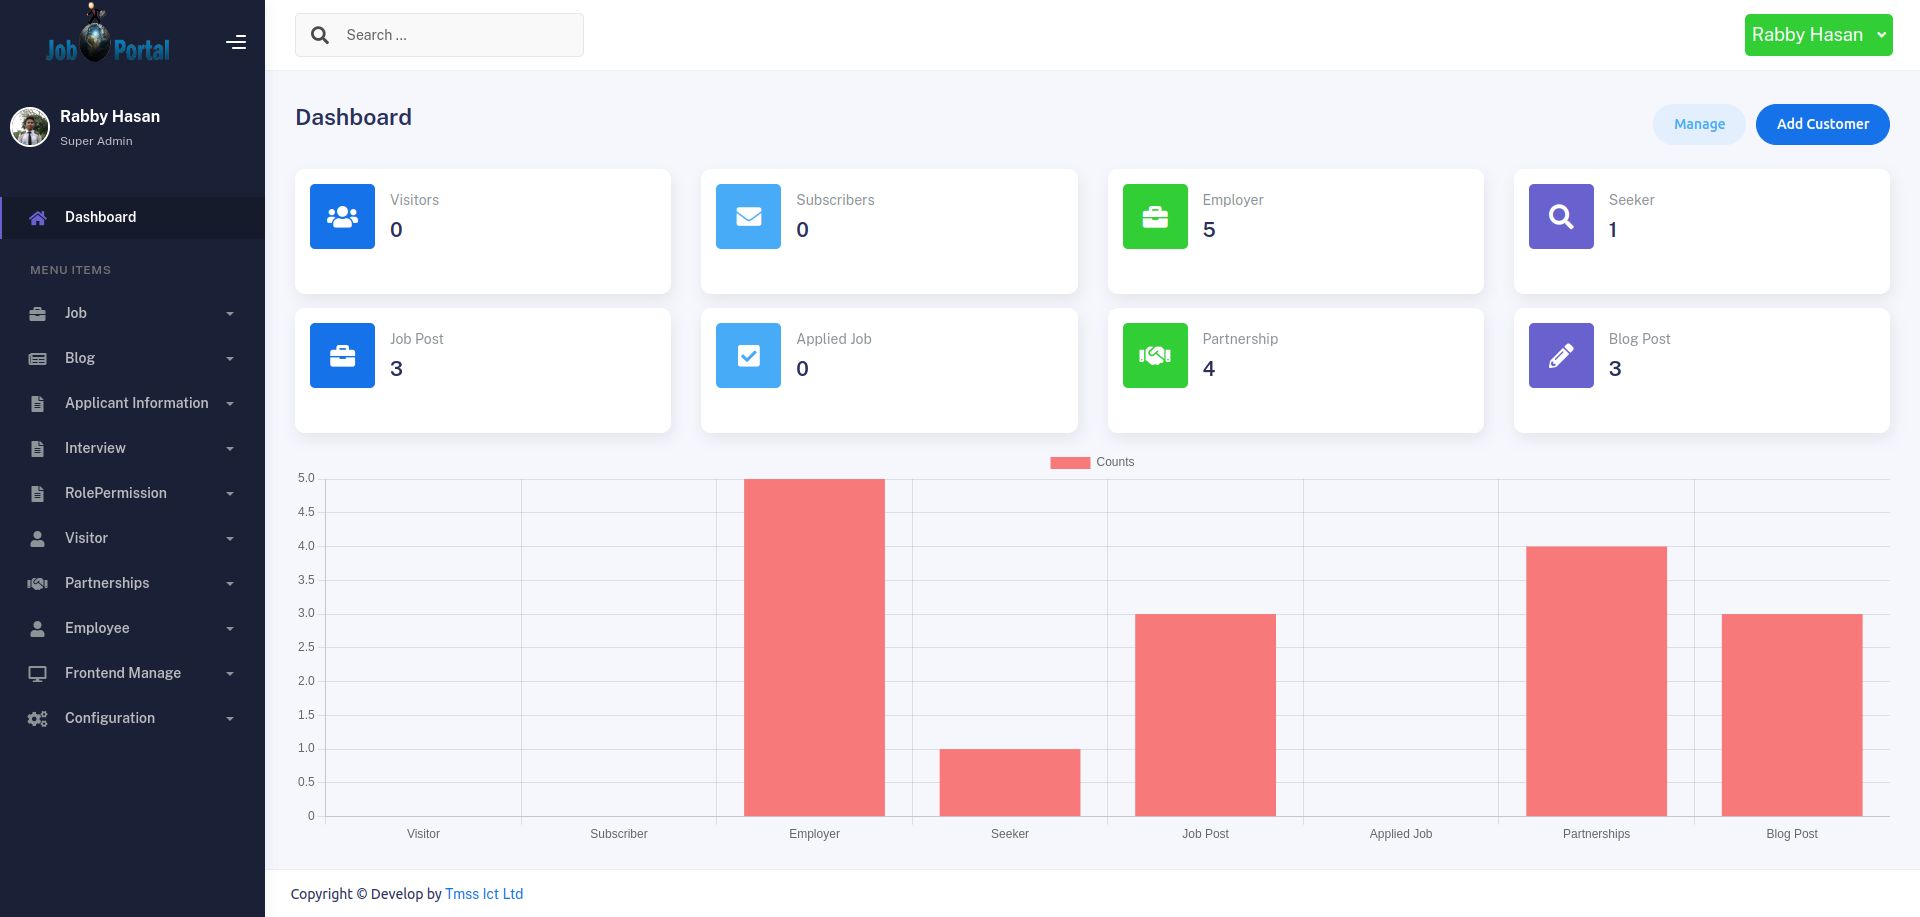 Job Portal
Search ...
Rabby Hasan
Rabby Hasan
Super Admin
Dashboard
MENU ITEMS
Job
Blog
Applicant Information
Interview
RolePermission
Visitor
Partnerships
Employee
Frontend Manage
Configuration
Dashboard
Manage
Add Customer
Visitors
0
Subscribers
0
Employer
5
Seeker
1
Job Post
3
Applied Job
0
Partnership
4
Blog Post
3
Counts
5.0
4.5
4.0
3.5
3.0
2.5
2.0
1.5
1.0
0.5
0
Visitor Subscriber Employer Seeker Job Post Applied Job Partnerships Blog Post
Copyright © Develop by Tmss Ict Ltd